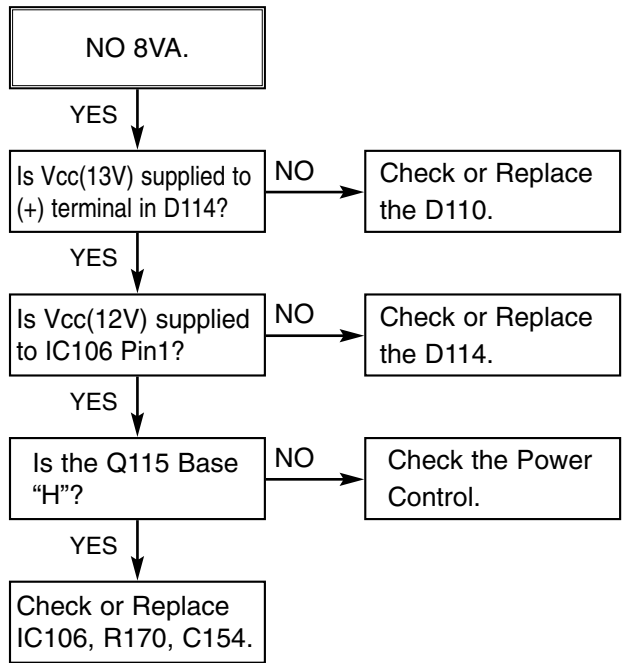 NO 8VA.
YES
Is Vcc(13V) supplied to
(+) terminal in D114?
NO
Check or Replace
the D110.
YES
Is Vcc(12V) supplied
to IC106 Pin1?
NO
Check or Replace
the D114.
YES
Is the Q115 Base
“H”?
NO
Check the Power
Control.
YES
Check or Replace
IC106, R170, C154.